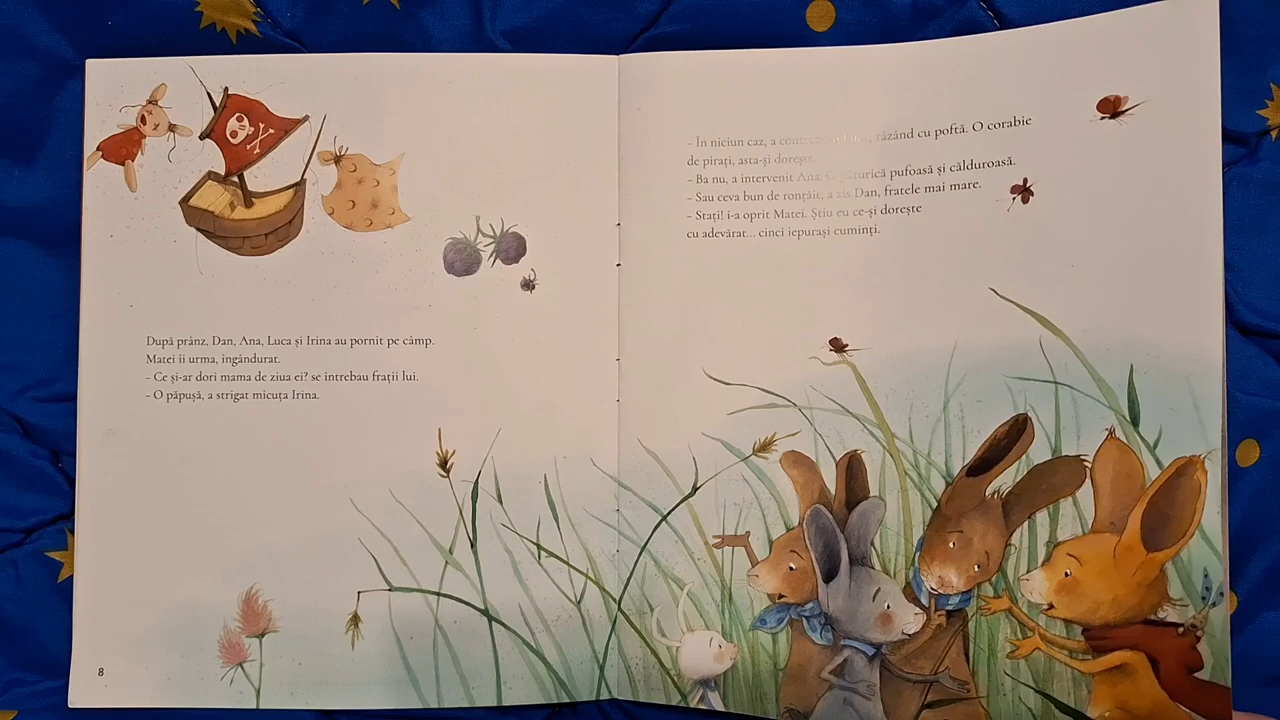 După prânz, Dan, Ana, Luca și Irina au pornit pe câmp.
Matei îi urma, îngândurat.
- Ce și-ar dori mama de ziua ei? se întrebau frații lui.
- O păpușă, a strigat micuța Irina.
8
- În niciun caz, a râzând cu poftă. O corabie
de pirați, asta-și dorește.
- Ba nu, a intervenit Ana. pufoasă și călduroasă.
- Sau ceva bun de ronțăit, a zis Dan, fratele mai mare.
- Stați! i-a oprit Matei. Știu eu ce-și dorește
cu adevărat... cinci iepurași cuminți.